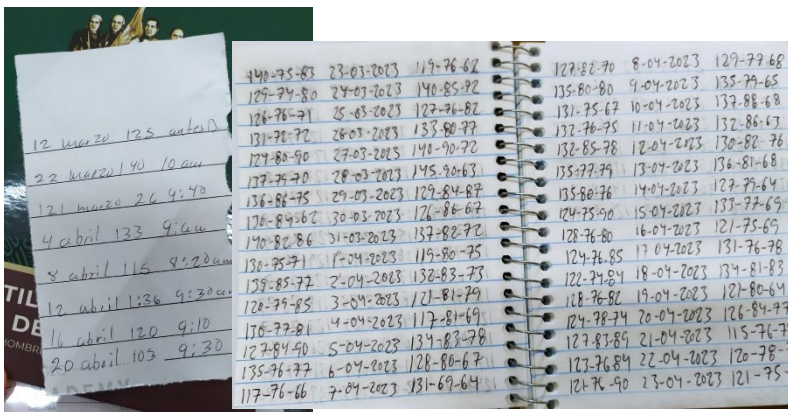 12 marzo 125 antes D.
22 marzo 140 10 am
121 marzo 26 9:40
4 abril 133 9:am
8 abril 115 8:20am
12 abril 1:36 9:30a
16 abril 120 9:10
20 abril 103 9:30
TIL
DE
HOMBR
140-75-83 23-03-2023 119-76-62
129-74-80 24-03-2023 140-85-72
126-76-71 25-03-2023 127-76-82
131-72-72 26-03-2023 133-80-77
124-80-90 27-03-2023 140-90-72
137-79-70 28-03-2023 145-90-63
136-86-75 29-03-2023 129-84-87
130-84-62 30-03-2023 126-86-67
140-82-86 31-03-2023 137-82-72
130-75-71 1-04-2023 119-80-75
139-85-77 2-04-2023 132-83-73
120-79-85 3-04-2023 121-81-79
130-77-81 4-04-2023 117-81-69
127-84-90 5-04-2023 134-83-78
135-76-77 6-04-2023 128-80-67
117-76-66 7-04-2023 131-69-64
127-82-70 8-04-2023 129-77-68
135-80-80 9-04-2023 135-79-65
131-75-67 10-04-2023 137-88-68
132-76-75 11-04-2023 132-86-63
132-85-78 12-04-2023 130-82-76
135-77-79 13-04-2023 136-81-68
135-80-76 14-04-2023 127-79-64
124-75-90 15-04-2023 133-77-69
128-76-80 16-04-2023 121-75-69
124-76-85 17 04-2023 131-76-78
122-74-84 18-04-2023 134-81-83
128-76-82 19-04-2023 121-80-64
124-78-74 20-04-2023 126-84-77
127-83-89 21-04-2023 115-76-7
123-76-84 22-04-2023 120-78-
121-76-90 23-04-2023 121-75-